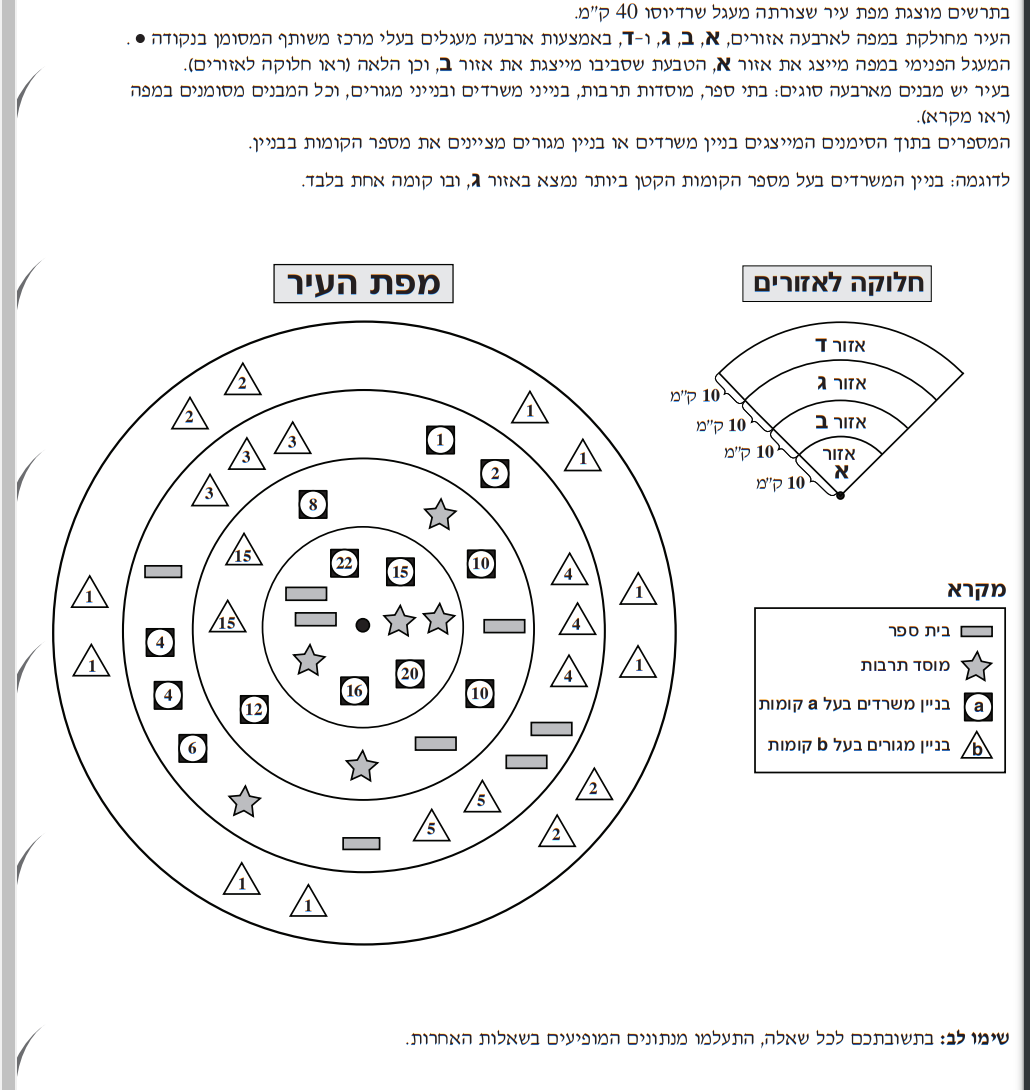 בתרשים מוצגת מפת עיר שצורתה מעגל שרדיוסו 40 ק"מ.
העיר מחולקת במפה לארבעה אזורים, א, ב, ג, ו-ד, באמצעות ארבעה מעגלים בעלי מרכז משותף המסומן בנקודה ● .
המעגל הפנימי במפה מייצג את אזור א, הטבעת שסביבו מייצגת את אזור ב, וכן הלאה (ראו חלוקה לאזורים).
בעיר יש מבנים מארבעה סוגים: בתי ספר, מוסדות תרבות, בנייני משרדים ובנייני מגורים, וכל המבנים מסומנים במפה
(ראו מקרא).
המספרים בתוך הסימנים המייצגים בניין משרדים או בניין מגורים מציינים את מספר הקומות בבניין.
לדוגמה: בניין המשרדים בעל מספר הקומות הקטן ביותר נמצא באזור ג, ובו קומה אחת בלבד.
חלוקה לאזורים
אזור ד
אזור ג
אזור ב
אזור
א
10 ק"מ
10 ק"מ
10 ק"מ
10 ק"מ
מפת העיר
2
2
1
1
3
3
3
1
2
8
15
22
15
10
4
1
1
15
4
4
4
1
1
4
20
16
10
12
6
5
5
2
2
1
1
מקרא
בית ספר
מוסד תרבות
בניין משרדים בעל a קומות
a
בניין מגורים בעל b קומות
b
שימו לב: בתשובתכם לכל שאלה, התעלמו מנתונים המופיעים בשאלות האחרות.